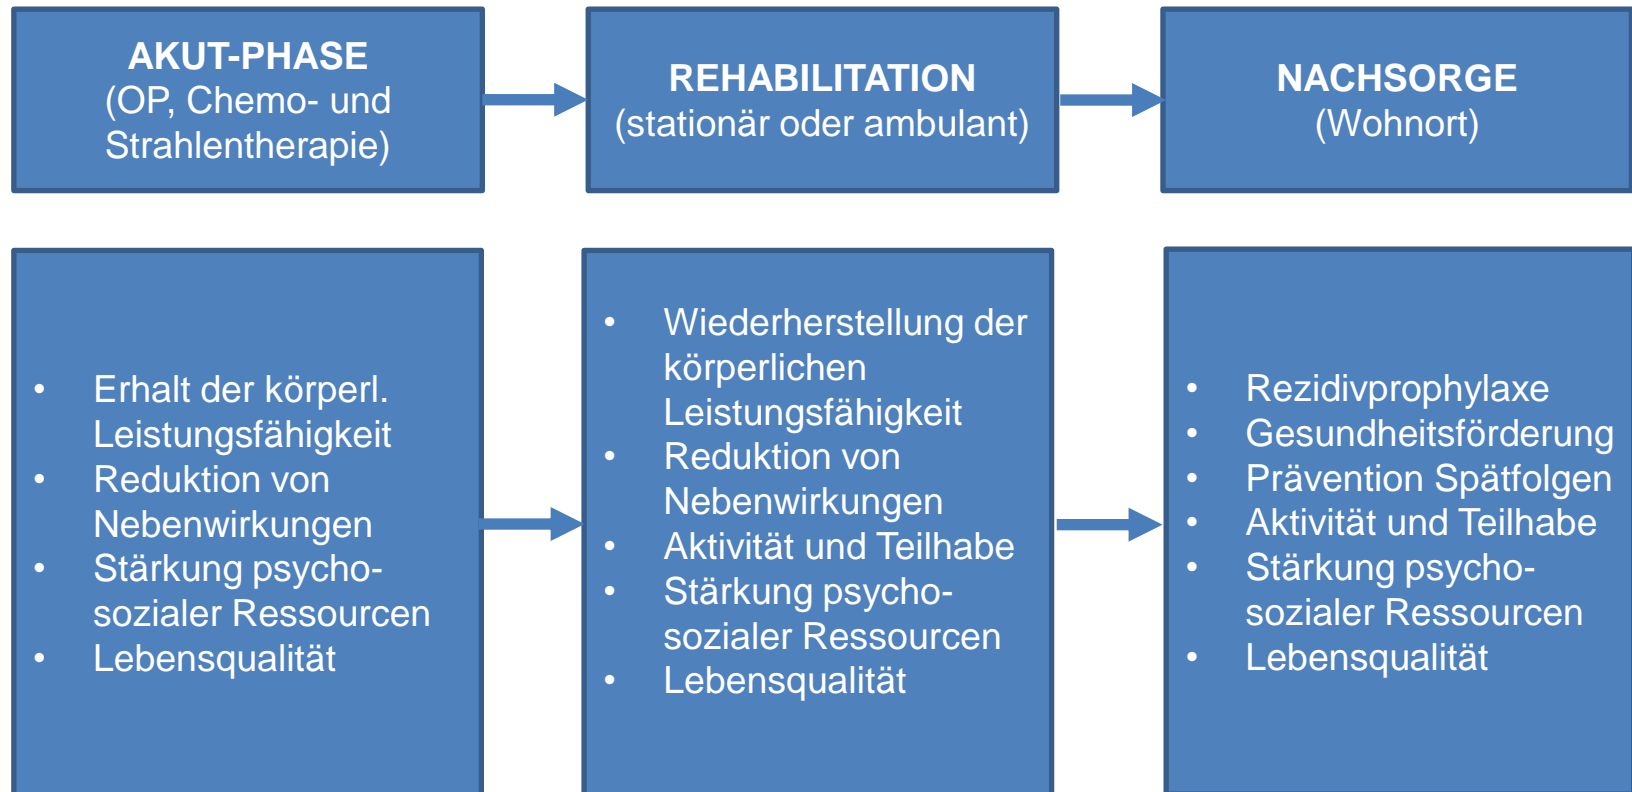 AKUT-PHASE
(OP, Chemo- und
Strahlentherapie)
REHABILITATION
(stationär oder ambulant)
NACHSORGE
(Wohnort)
• Erhalt der körperl.
Leistungsfähigkeit
• Reduktion von
Nebenwirkungen
• Stärkung psycho-
sozialer Ressourcen
• Lebensqualität
• Wiederherstellung der
körperlichen
Leistungsfähigkeit
• Reduktion von
Nebenwirkungen
• Aktivität und Teilhabe
• Stärkung psycho-
sozialer Ressourcen
• Lebensqualität
• Rezidivprophylaxe
• Gesundheitsförderung
• Prävention Spätfolgen
• Aktivität und Teilhabe
• Stärkung psycho-
sozialer Ressourcen
• Lebensqualität